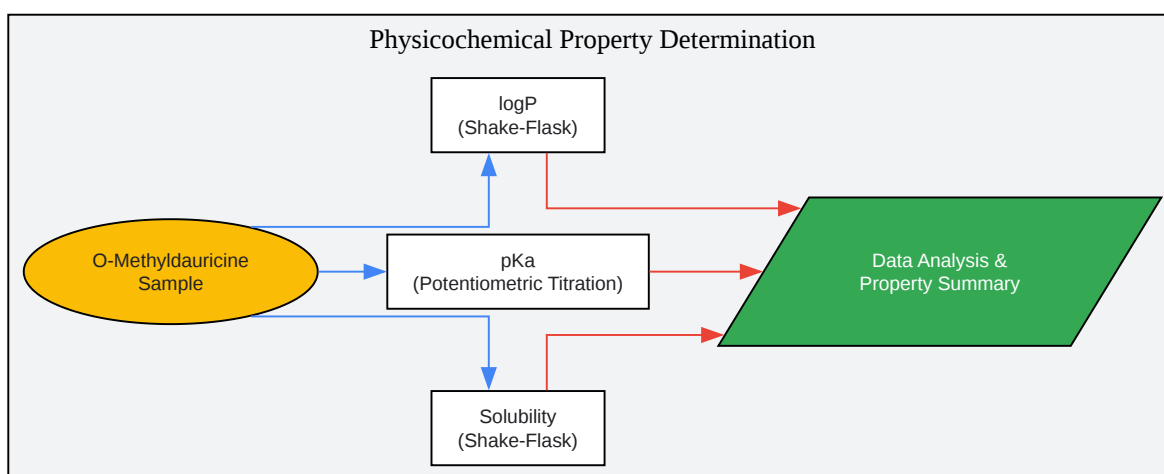 Physicochemical Property Determination
logP
(Shake-Flask)
O-Methyldauricine
Sample
pKa
(Potentiometric Titration)
Data Analysis &
Property Summary
Solubility
(Shake-Flask)